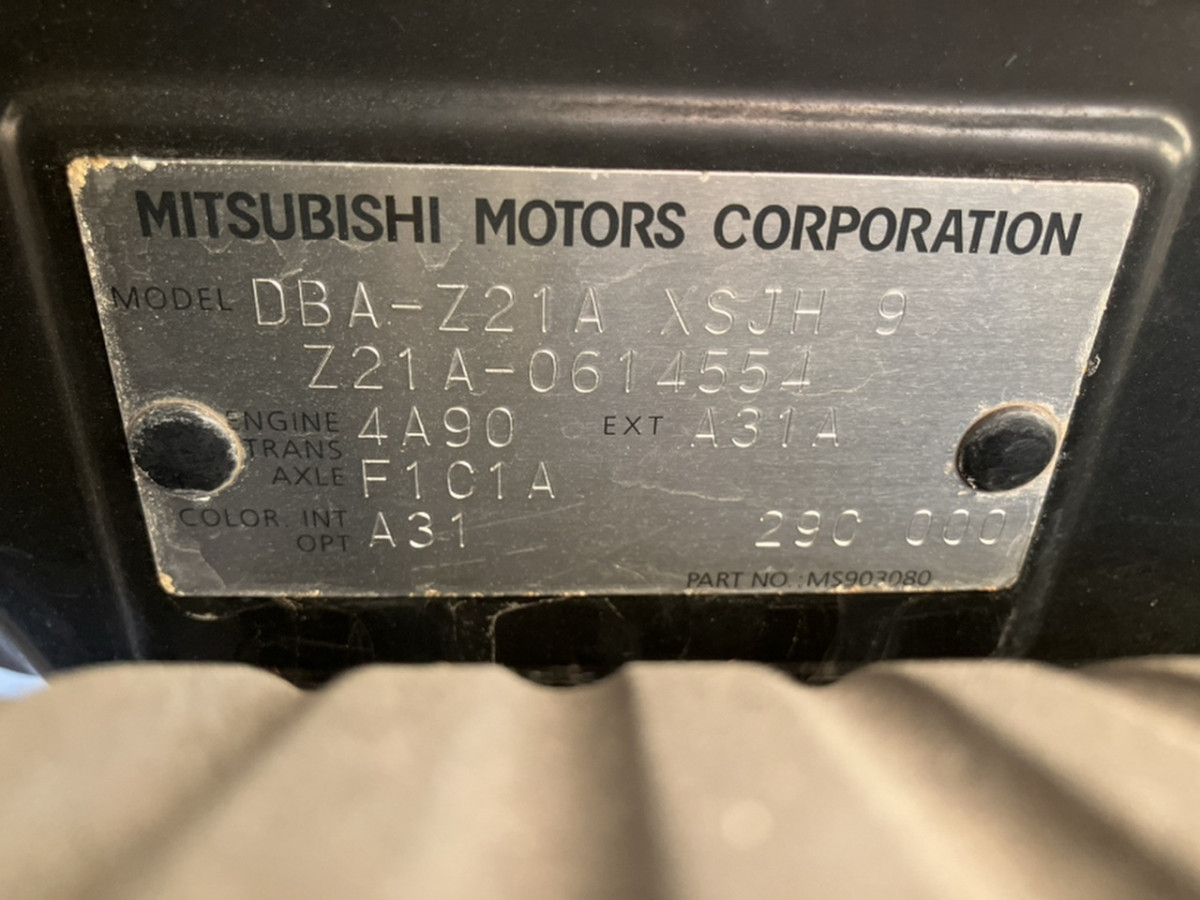 MITSUBISHI MOTORS CORPORATION
MODEL DBA-Z21A XSJH 9
Z21A-0614554
ENGINE 4A90 EXT A31A
TRANS
AXLE F1C1A
COLOR. INT A31 29C 000
OPT
PART NO.:MS903080